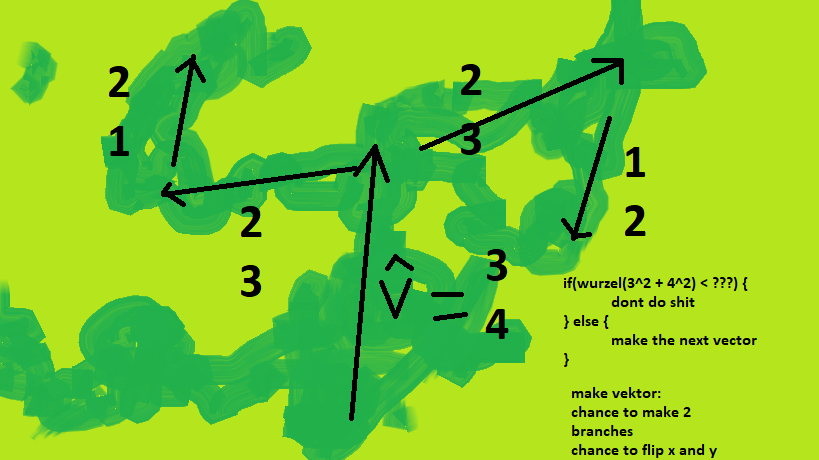 2
1
2
3
2
3
1
2
v̂ = 3
4
if(wurzel(3^2 + 4^2) < ???) {
dont do shit
} else {
make the next vector
}
make vektor:
chance to make 2
branches
chance to flip x and y